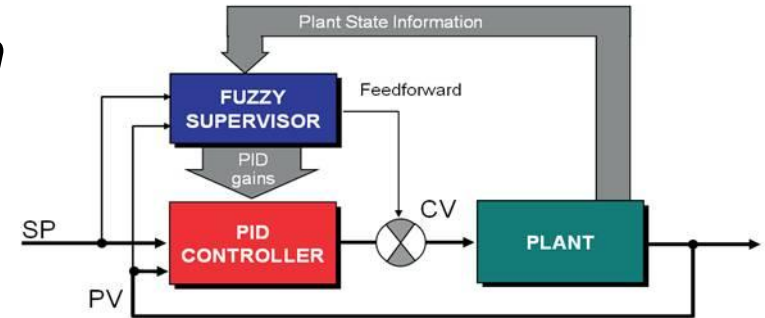 Plant State Information
FUZZY
SUPERVISOR
Feedforward
PID
gains
SP
PID
CONTROLLER
CV
PLANT
PV